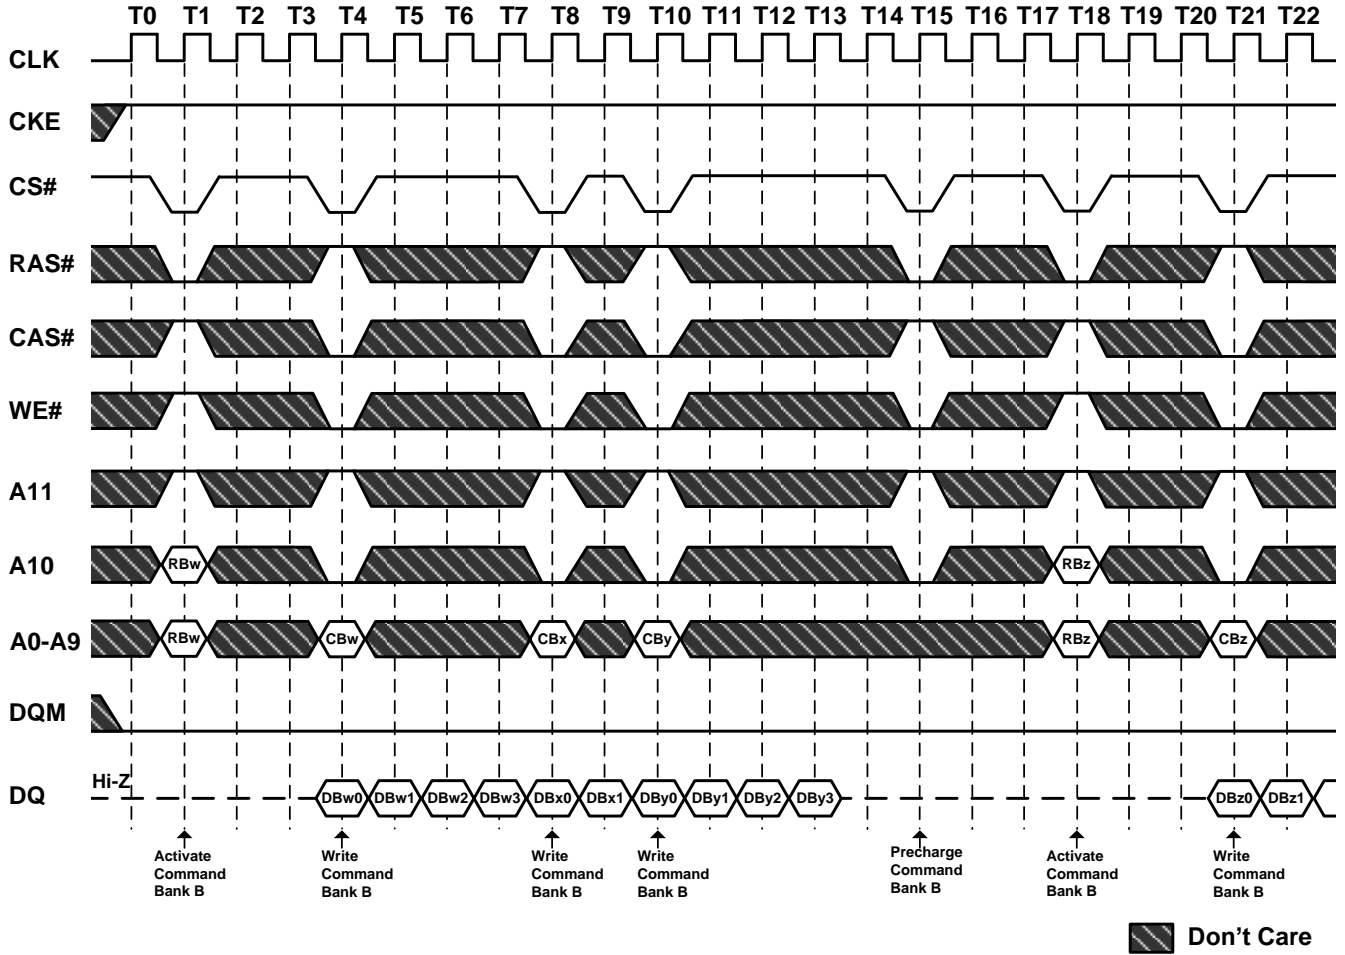 T0 T1 T2 T3 T4 T5 T6 T7 T8 T9 T10 T11 T12 T13 T14 T15 T16 T17 T18 T19 T20 T21 T22
CLK
CKE
CS#
RAS#
CAS#
WE#
A11
A10 RBw RBz
A0-A9 RBw CBw CBx CBy RBz CBz
DQM
DQ Hi-Z DBw0 DBw1 DBw2 DBw3 DBx0 DBx1 DBy0 DBy1 DBy2 DBy3 DBz0 DBz1
Activate
Command
Bank B
Write
Command
Bank B
Write
Command
Bank B
Write
Command
Bank B
Precharge
Command
Bank B
Activate
Command
Bank B
Write
Command
Bank B
Don't Care